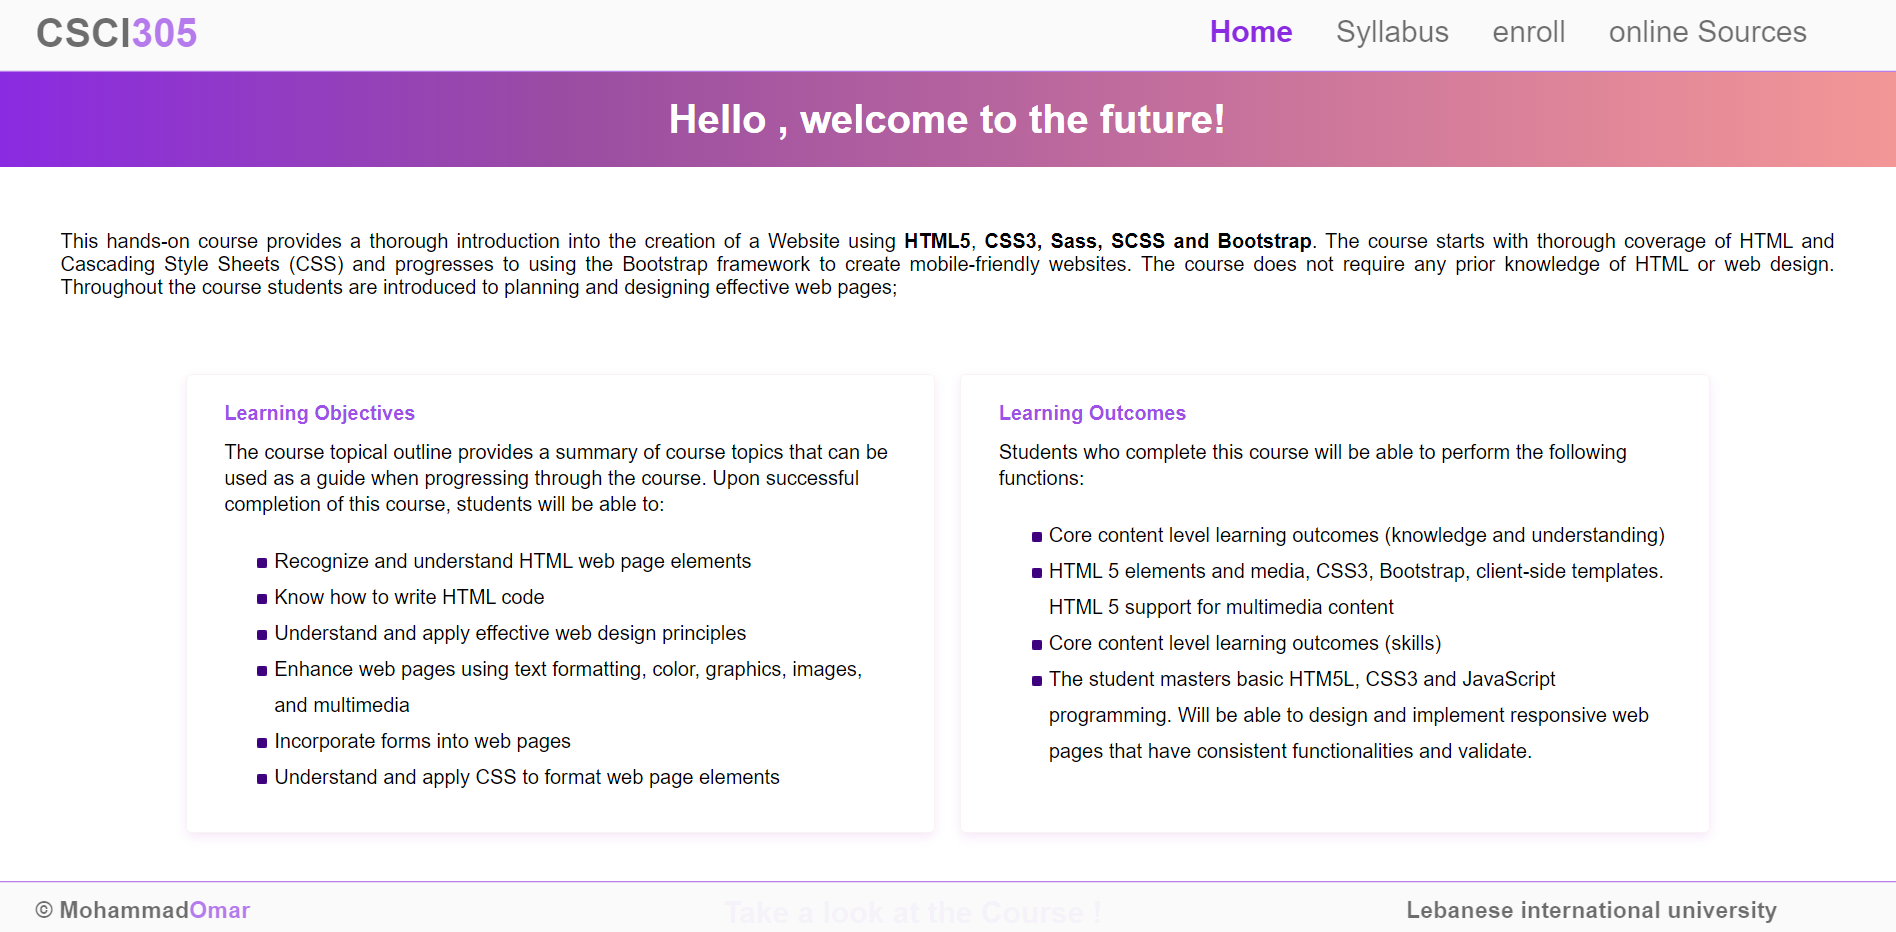 CSCI305
Home Syllabus enroll online Sources
Hello , welcome to the future!
This hands-on course provides a thorough introduction into the creation of a Website using HTML5, CSS3, Sass, SCSS and Bootstrap. The course starts with thorough coverage of HTML and
Cascading Style Sheets (CSS) and progresses to using the Bootstrap framework to create mobile-friendly websites. The course does not require any prior knowledge of HTML or web design.
Throughout the course students are introduced to planning and designing effective web pages;
Learning Objectives
The course topical outline provides a summary of course topics that can be
used as a guide when progressing through the course. Upon successful
completion of this course, students will be able to:
Recognize and understand HTML web page elements
Know how to write HTML code
Understand and apply effective web design principles
Enhance web pages using text formatting, color, graphics, images,
and multimedia
Incorporate forms into web pages
Understand and apply CSS to format web page elements
Learning Outcomes
Students who complete this course will be able to perform the following
functions:
Core content level learning outcomes (knowledge and understanding)
HTML 5 elements and media, CSS3, Bootstrap, client-side templates.
HTML 5 support for multimedia content
Core content level learning outcomes (skills)
The student masters basic HTM5L, CSS3 and JavaScript
programming. Will be able to design and implement responsive web
pages that have consistent functionalities and validate.
© MohammadOmar
Take a look at the Course !
Lebanese international university